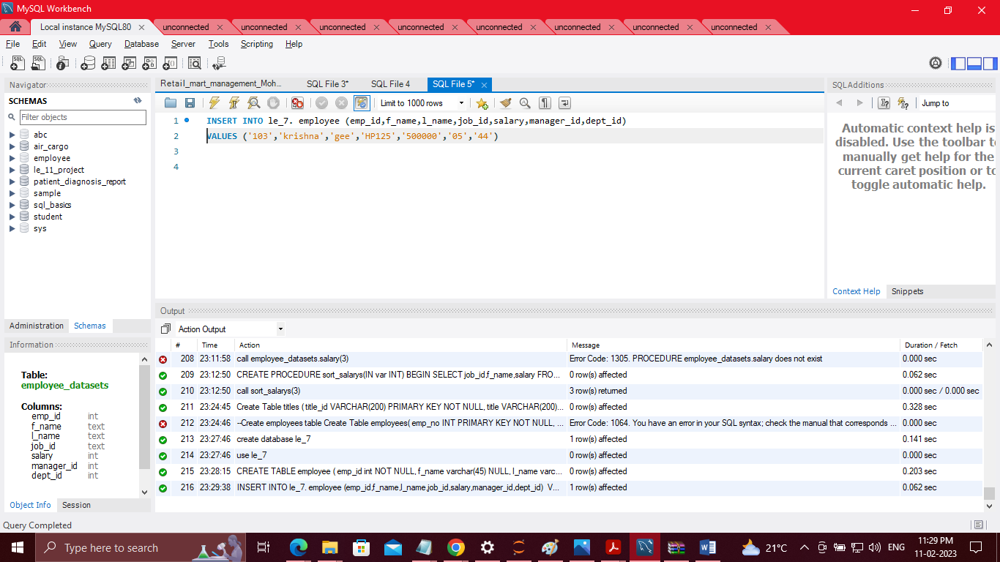 MySQL Workbench
Local instance MySQL80 unconnected unconnected unconnected unconnected unconnected unconnected unconnected unconnected
File Edit View Query Database Server Tools Scripting Help
Navigator
SCHEMAS
Filter objects
abc
air_cargo
employee
le_11_project
patient_diagnosis_report
sample
sql_basics
student
sys
Administration Schemas
Information
Table:
employee_datasets
Columns:
emp_id int
f_name text
l_name text
job_id text
salary int
manager_id int
dept_id int
Object Info Session
Retail_mart_management_Moh... SQL File 3* SQL File 4 SQL File 5*
Limit to 1000 rows
1 INSERT INTO le_7. employee (emp_id,f_name,l_name,job_id,salary,manager_id,dept_id)
2 VALUES ('103','krishna','gee','HP125','500000','05','44')
3
4
SQLAdditions
Jump to
Automatic context help is
disabled. Use the toolbar to
manually get help for the
current caret position or to
toggle automatic help.
Context Help Snippets
Output
Action Output
# Time Action Message Duration / Fetch
208 23:11:58 call employee_datasets.salary(3) Error Code: 1305. PROCEDURE employee_datasets.salary does not exist 0.000 sec
209 23:12:50 CREATE PROCEDURE sort_salarys(IN var INT) BEGIN SELECT job_id,f_name,salary FRO... 0 row(s) affected 0.062 sec
210 23:12:50 call sort_salarys(3) 3 row(s) returned 0.000 sec / 0.000 sec
211 23:24:45 Create Table titles ( title_id VARCHAR(200) PRIMARY KEY NOT NULL, title VARCHAR(200)... 0 row(s) affected 0.328 sec
212 23:24:46 --Create employees table Create Table employees( emp_no INT PRIMARY KEY NOT NULL, ... Error Code: 1064. You have an error in your SQL syntax; check the manual that corresponds ... 0.000 sec
213 23:27:46 create database le_7 1 row(s) affected 0.141 sec
214 23:27:46 use le_7 0 row(s) affected 0.000 sec
215 23:28:15 CREATE TABLE employee ( emp_id int NOT NULL, f_name varchar(45) NULL, l_name varc... 0 row(s) affected 0.203 sec
216 23:29:38 INSERT INTO le_7. employee (emp_id,f_name,l_name,job_id,salary,manager_id,dept_id) V... 1 row(s) affected 0.062 sec
Query Completed
Type here to search
21°C
ENG
11:29 PM
11-02-2023